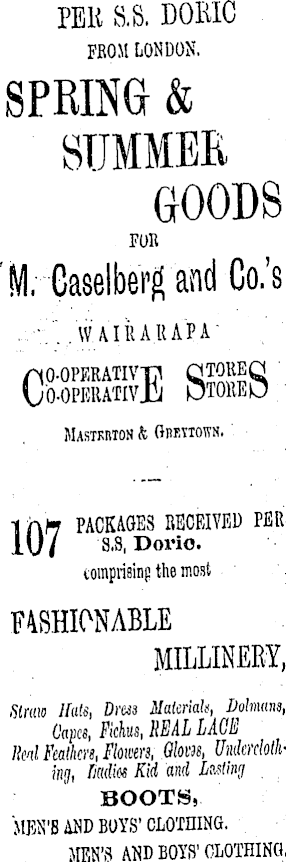 PER S.S. DORIC
FROM LONDON.
SPRING &
SUMMER
GOODS
FOR
M. Caselberg and Co.'s
WAIRARAPA
CO-OPERATIVE STORES
CO-OPERATIVE STORES
MASTERTON & GREYTOWN.
107 PACKAGES RECEIVED PER
S.S, Doric.
comprising the most
FASHIONABLE
MILLINERY,
Straw Hats, Dress Materials, Dolmans,
Capes, Fichus, REAL LACE
Real Feathers, Flowers, Gloves, Undercloth-
ing, Ladies Kid and Lasting
BOOTS,
MEN'S AND BOYS' CLOTHING.
MEN'S AND BOYS' CLOTHING.